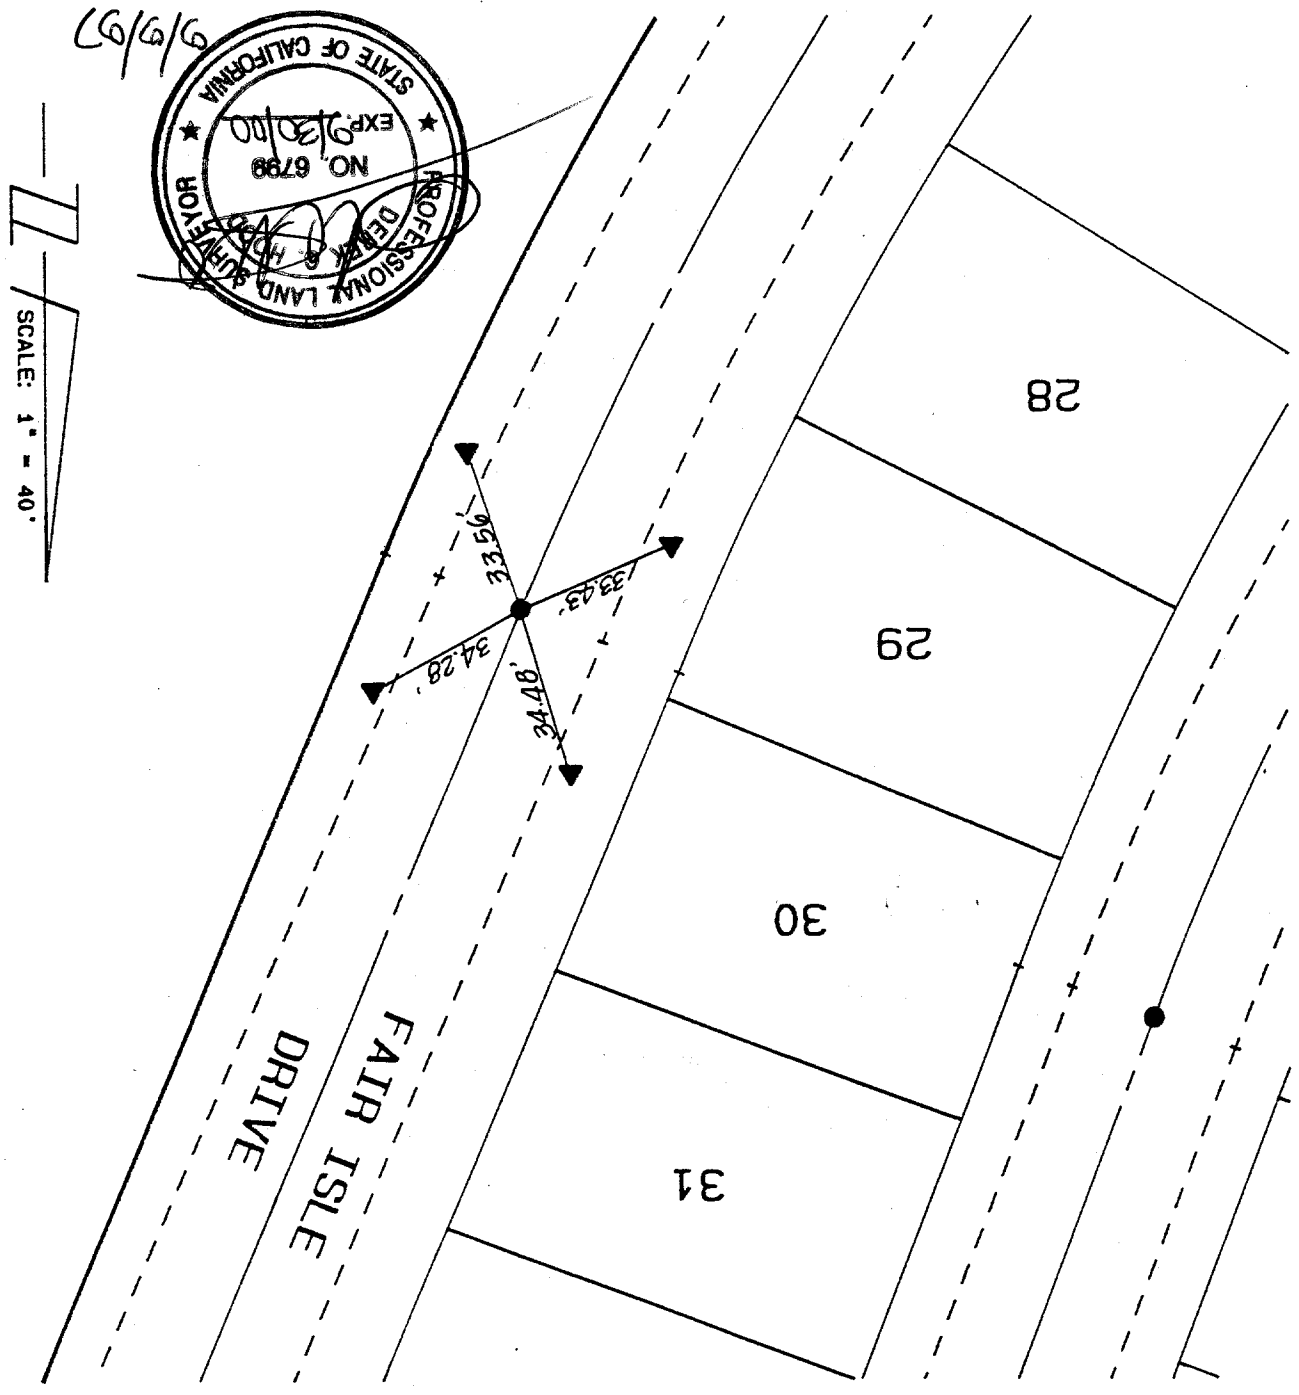 9/9/97
PROFESSIONAL LAND SURVEYOR
STATE OF CALIFORNIA
DEREK
NO. 6799
EXP. 9/30/00
SCALE: 1" = 40'
28
29
30
31
33.56'
33.43'
34.28'
34.48'
FAIR ISLE
DRIVE